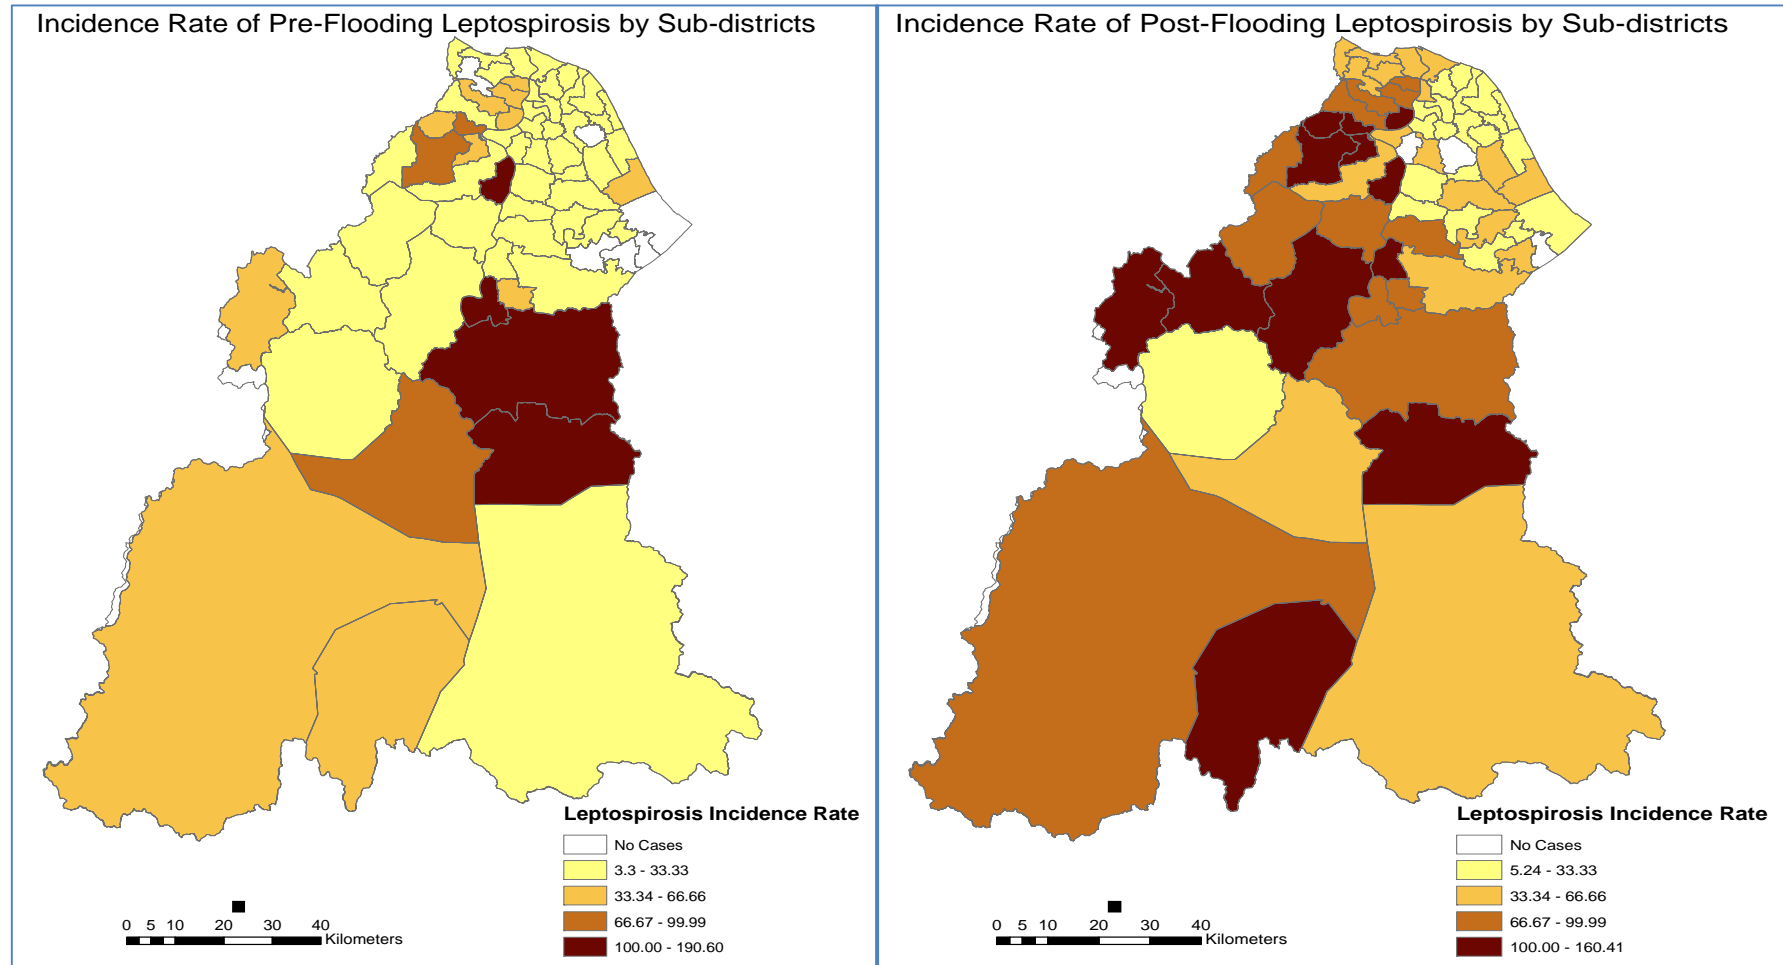 Incidence Rate of Pre-Flooding Leptospirosis by Sub-districts
Leptospirosis Incidence Rate
No Cases
3.3 - 33.33
33.34 - 66.66
66.67 - 99.99
100.00 - 190.60
0 5 10 20 30 40
Kilometers
Incidence Rate of Post-Flooding Leptospirosis by Sub-districts
Leptospirosis Incidence Rate
No Cases
5.24 - 33.33
33.34 - 66.66
66.67 - 99.99
100.00 - 160.41
0 5 10 20 30 40
Kilometers